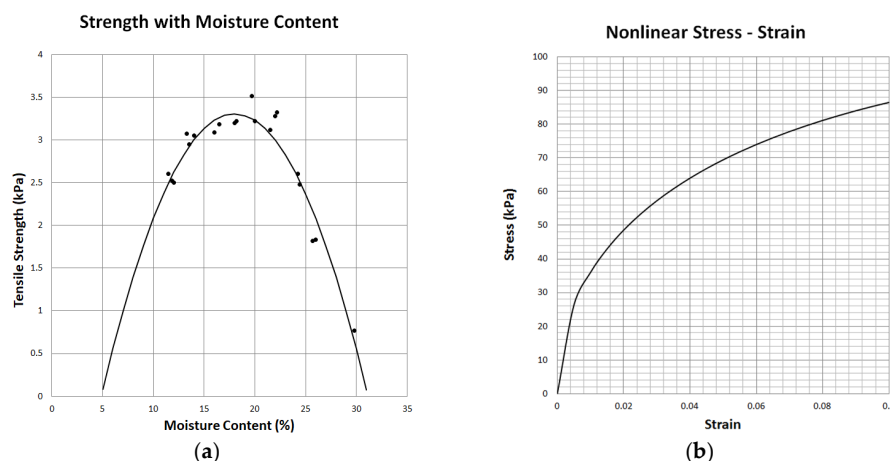 Strength with Moisture Content
4
3.5
3
2.5
2
1.5
1
0.5
0
0 5 10 15 20 25 30 35
Tensile Strength (kPa)
Moisture Content (%)
(a)
Nonlinear Stress - Strain
100
90
80
70
60
50
40
30
20
10
0
0 0.02 0.04 0.06 0.08 0.
Stress (kPa)
Strain
(b)